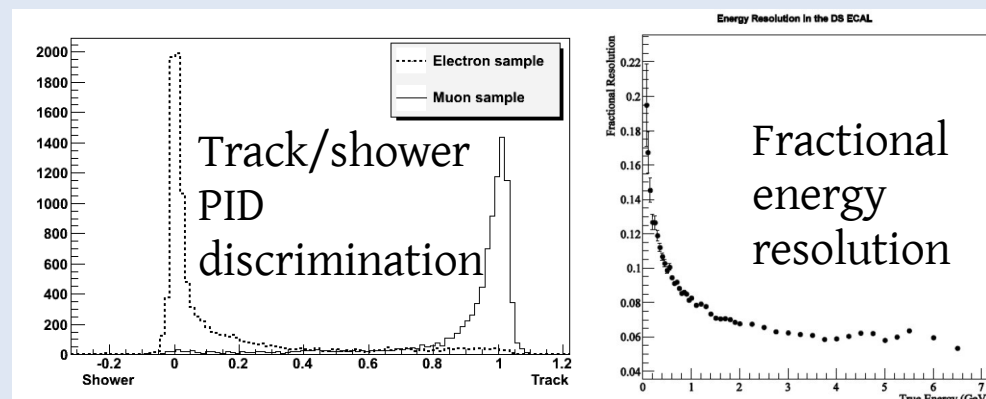 2000
1800
1600
1400
1200
1000
800
600
400
200
0
Electron sample
Muon sample
Track/shower
PID
discrimination
-0.2 0 0.2 0.4 0.6 0.8 1 1.2
Shower Track
Energy Resolution in the DS ECAL
Fractional Resolution
0.22
0.2
0.18
0.16
0.14
0.12
0.1
0.08
0.06
0.04
Fractional
energy
resolution
0 1 2 3 4 5 6 7
True Energy (GeV